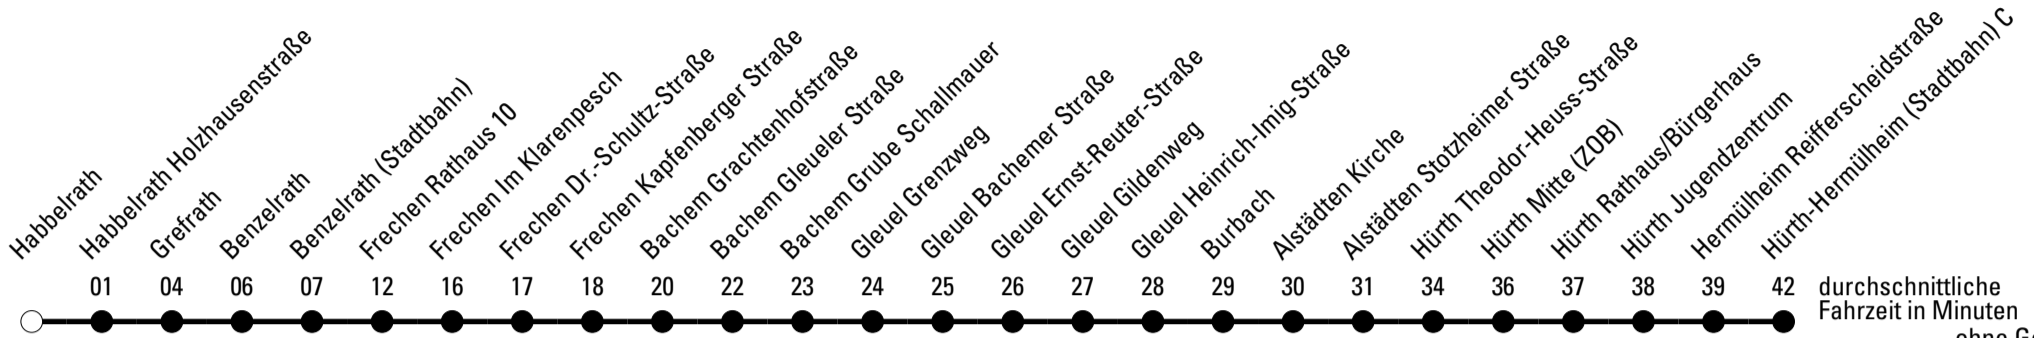 Habbelrath
Habbelrath Holzhausenstraße
Grefrath
Benzelrath
Benzelrath (Stadtbahn)
Frechen Rathaus 10
Frechen Im Klarenpesch
Frechen Dr.-Schultz-Straße
Frechen Kapfenberger Straße
Bachem Grachtenhofstraße
Bachem Gleueler Straße
Bachem Grube Schallmauer
Gleuel Grenzweg
Gleuel Bachemer Straße
Gleuel Ernst-Reuter-Straße
Gleuel Gildenweg
Gleuel Heinrich-Imig-Straße
Burbach
Alstädten Kirche
Alstädten Stotzheimer Straße
Hürth Theodor-Heuss-Straße
Hürth Mitte (ZOB)
Hürth Rathaus/Bürgerhaus
Hürth Jugendzentrum
Hermülheim Reifferscheidstraße
Hürth-Hermülheim (Stadtbahn) C
01 04 06 07 12 16 17 18 20 22 23 24 25 26 27 28 29 30 31 34 36 37 38 39 42 durchschnittliche
Fahrzeit in Minuten